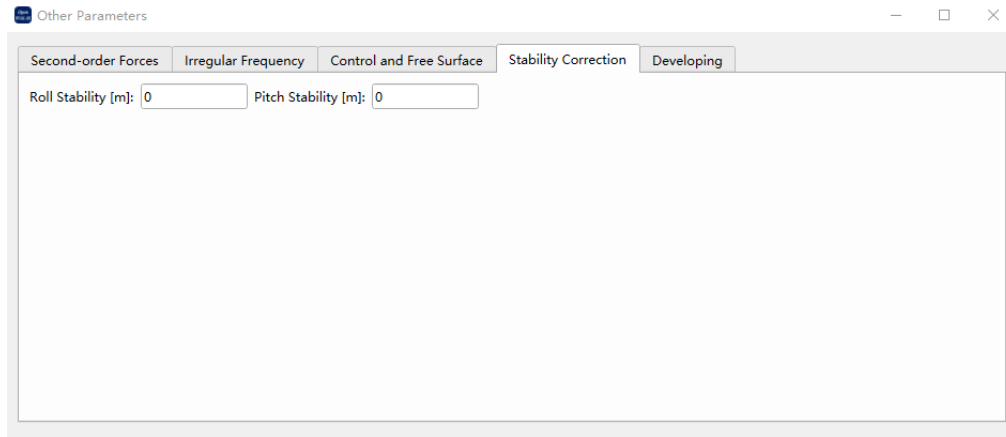 Other Parameters
Second-order Forces Irregular Frequency Control and Free Surface Stability Correction Developing
Roll Stability [m]: 0 Pitch Stability [m]: 0